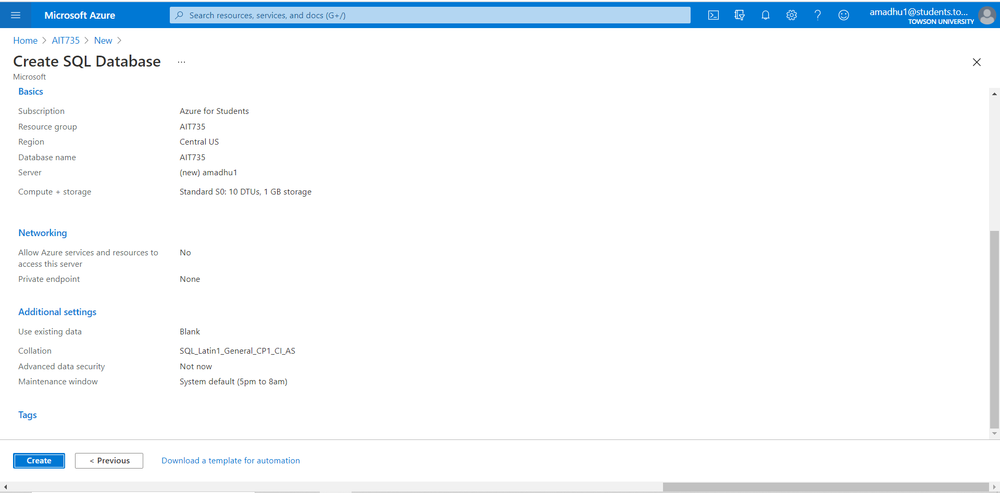 Microsoft Azure
Search resources, services, and docs (G+/)
amadhu1@students.to...
TOWSON UNIVERSITY
Home > AIT735 > New >
Create SQL Database ...
Microsoft
Basics
Subscription Azure for Students
Resource group AIT735
Region Central US
Database name AIT735
Server (new) amadhu1
Compute + storage Standard S0: 10 DTUs, 1 GB storage
Networking
Allow Azure services and resources to No
access this server
Private endpoint None
Additional settings
Use existing data Blank
Collation SQL_Latin1_General_CP1_CI_AS
Advanced data security Not now
Maintenance window System default (5pm to 8am)
Tags
Create < Previous Download a template for automation